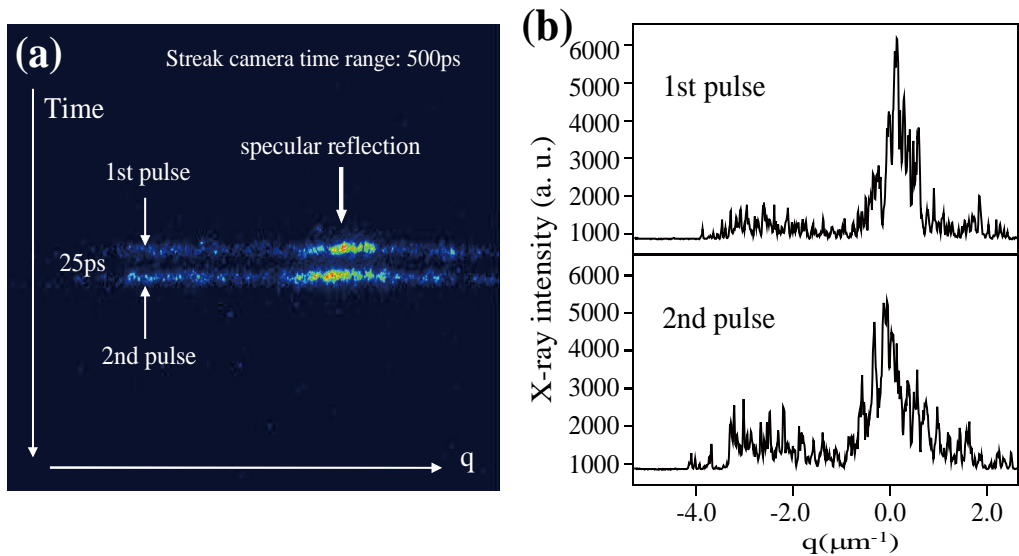 (a)
Streak camera time range: 500ps
Time
specular reflection
1st pulse
25ps
2nd pulse
q
(b)
X-ray intensity (a. u.)
6000
5000
4000
3000
2000
1000
1st pulse
6000
5000
4000
3000
2000
1000
2nd pulse
-4.0 -2.0 0.0 2.0
q(μm⁻¹)